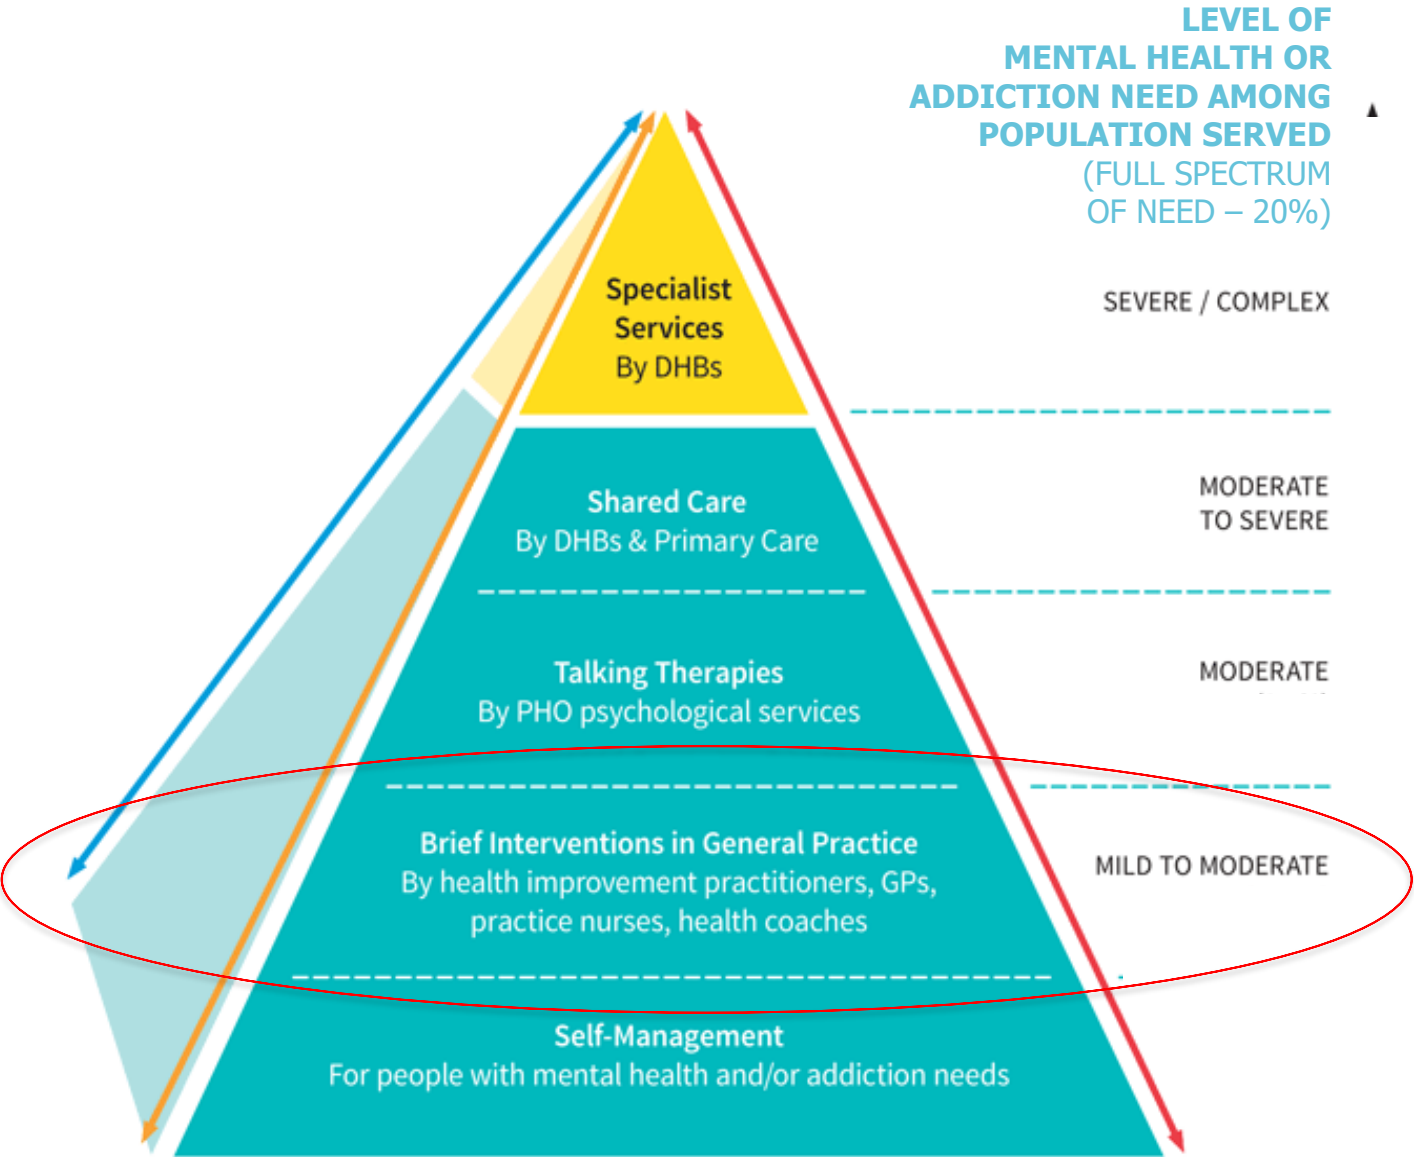 LEVEL OF
MENTAL HEALTH OR
ADDICTION NEED AMONG
POPULATION SERVED
(FULL SPECTRUM
OF NEED – 20%)
Specialist
Services
By DHBs
SEVERE / COMPLEX
Shared Care
By DHBs & Primary Care
MODERATE
TO SEVERE
Talking Therapies
By PHO psychological services
MODERATE
Brief Interventions in General Practice
By health improvement practitioners, GPs,
practice nurses, health coaches
MILD TO MODERATE
Self-Management
For people with mental health and/or addiction needs